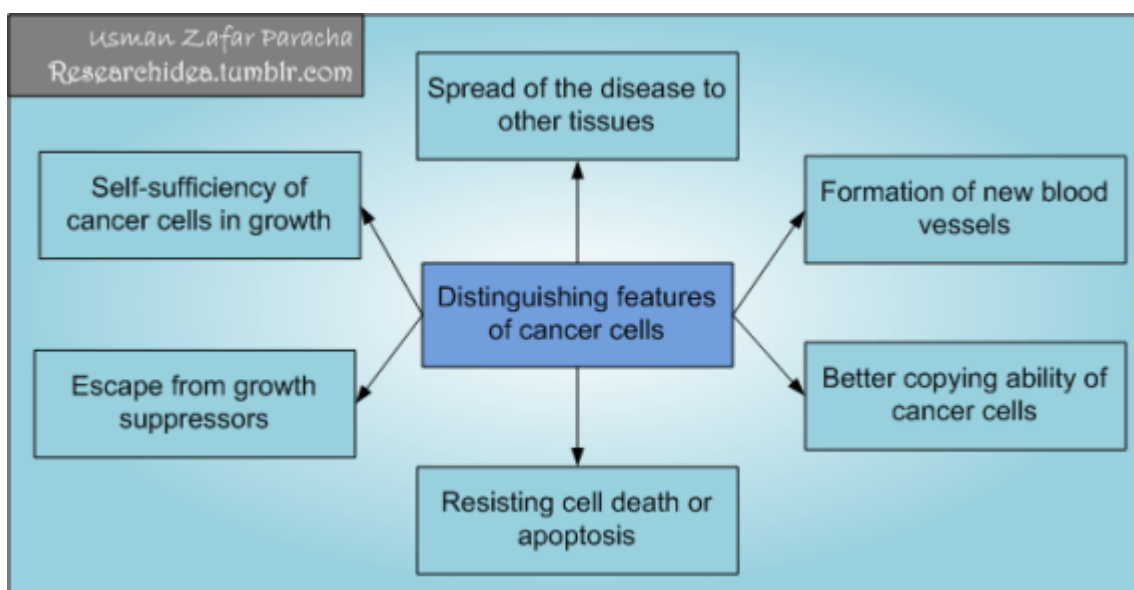 Usman Zafar Paracha
Researchidea.tumblr.com
Spread of the disease to
other tissues
Self-sufficiency of
cancer cells in growth
Formation of new blood
vessels
Distinguishing features
of cancer cells
Escape from growth
suppressors
Better copying ability of
cancer cells
Resisting cell death or
apoptosis